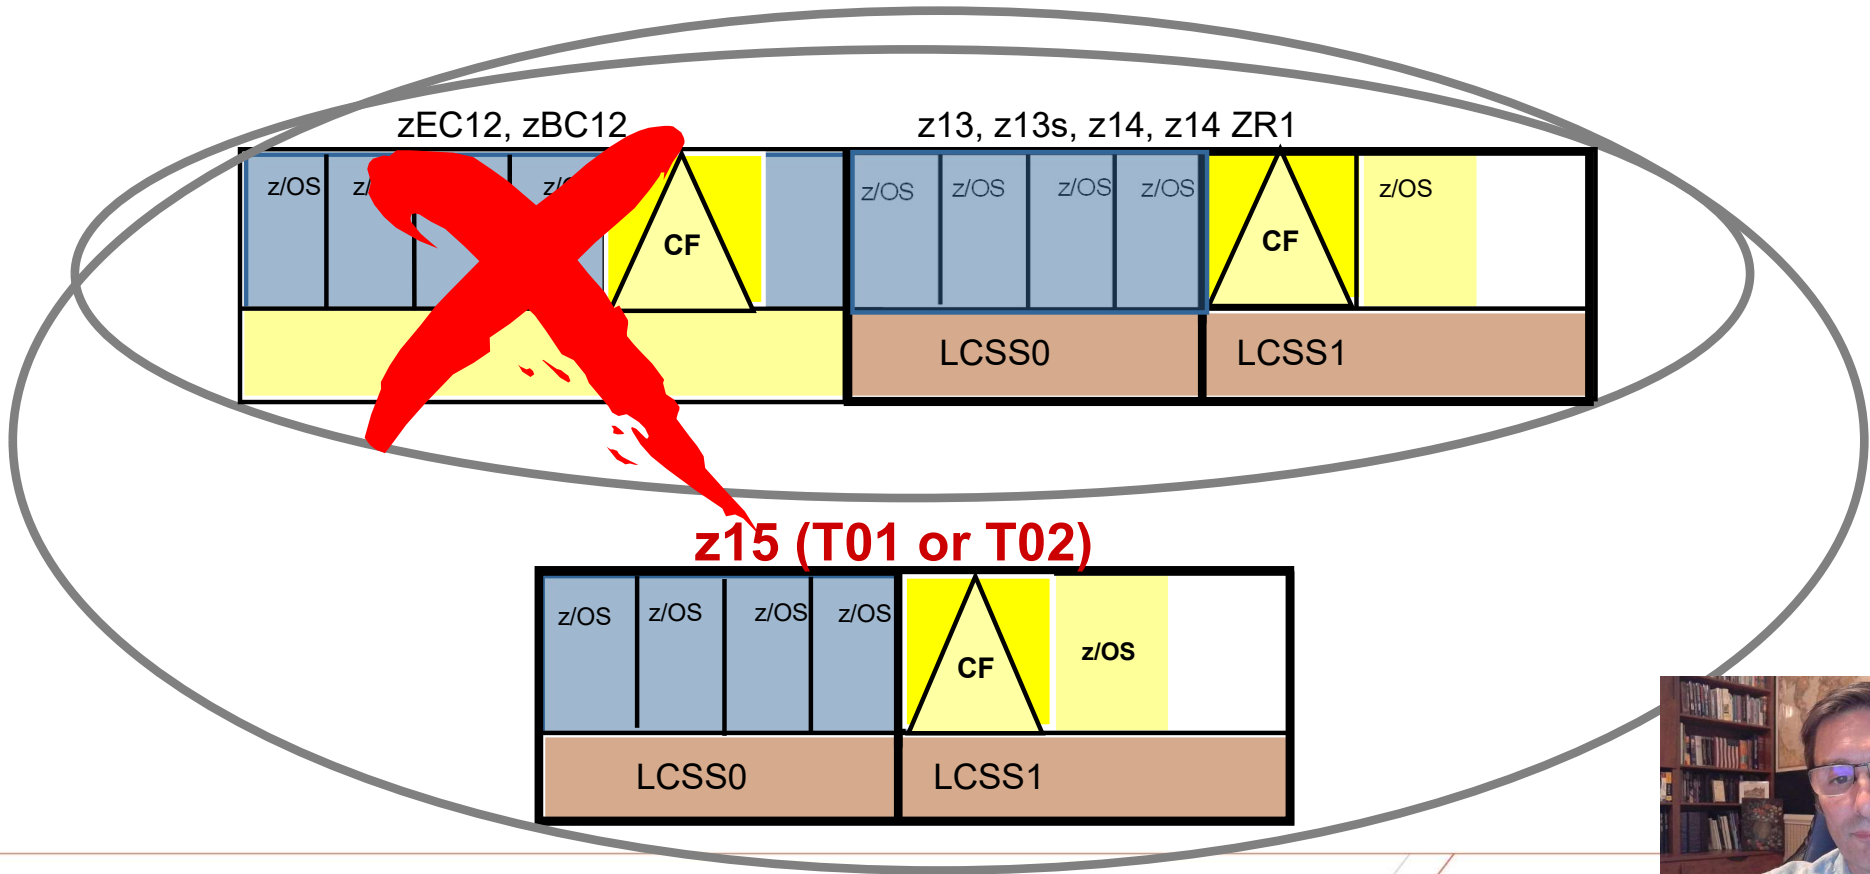 zEC12, zBC12
z13, z13s, z14, z14 ZR1
z/OS
CF
z/OS z/OS z/OS z/OS
CF
z/OS
LCSS0
LCSS1
z15 (T01 or T02)
z/OS z/OS z/OS z/OS
CF
z/OS
LCSS0
LCSS1